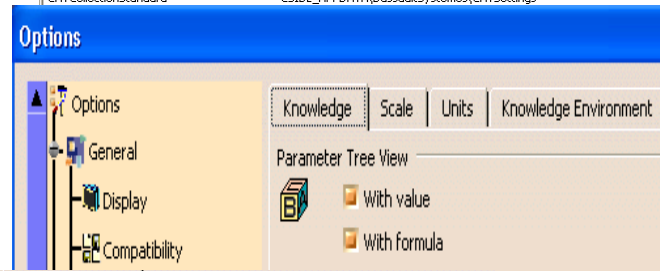 Options
Options
General
Display
Compatibility
Knowledge
Scale
Units
Knowledge Environment
Parameter Tree View
With value
With formula